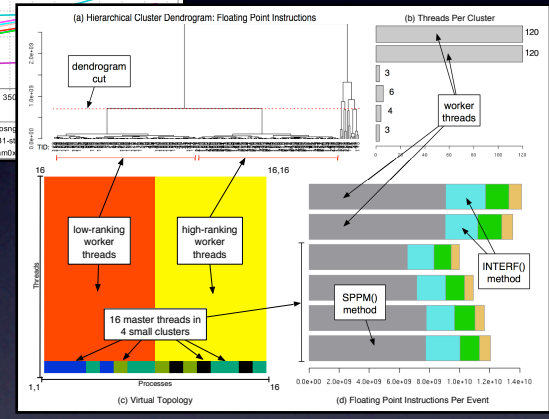 (a) Hierarchical Cluster Dendrogram: Floating Point Instructions
2.0e+09
1.0e+09
0.0e+00
TID:
dendrogram
cut
(b) Threads Per Cluster
120
120
3
6
4
3
0 20 40 60 80 100 120
worker
threads
350
16
16,16
Threads
low-ranking
worker
threads
high-ranking
worker
threads
16 master threads in
4 small clusters
1,1
Processes
16
(c) Virtual Topology
SPPM()
method
INTERF()
method
0.0e+00 2.0e+09 4.0e+09 6.0e+09 8.0e+09 1.0e+10 1.2e+10 1.4e+10
(d) Floating Point Instructions Per Event